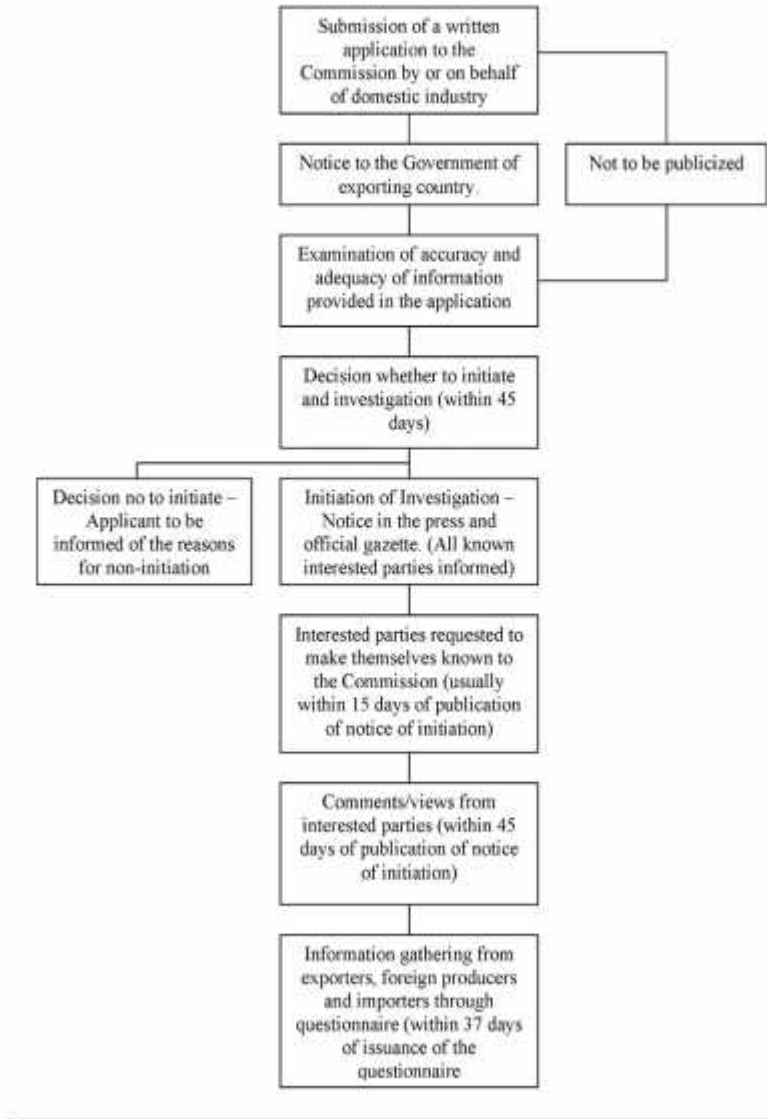 Submission of a written
application to the
Commission by or on behalf
of domestic industry
Notice to the Government of
exporting country.
Not to be publicized
Examination of accuracy and
adequacy of information
provided in the application
Decision whether to initiate
and investigation (within 45
days)
Decision no to initiate –
Applicant to be
informed of the reasons
for non-initiation
Initiation of Investigation –
Notice in the press and
official gazette. (All known
interested parties informed)
Interested parties requested to
make themselves known to
the Commission (usually
within 15 days of publication
of notice of initiation)
Comments/views from
interested parties (within 45
days of publication of notice
of initiation)
Information gathering from
exporters, foreign producers
and importers through
questionnaire (within 37 days
of issuance of the
questionnaire